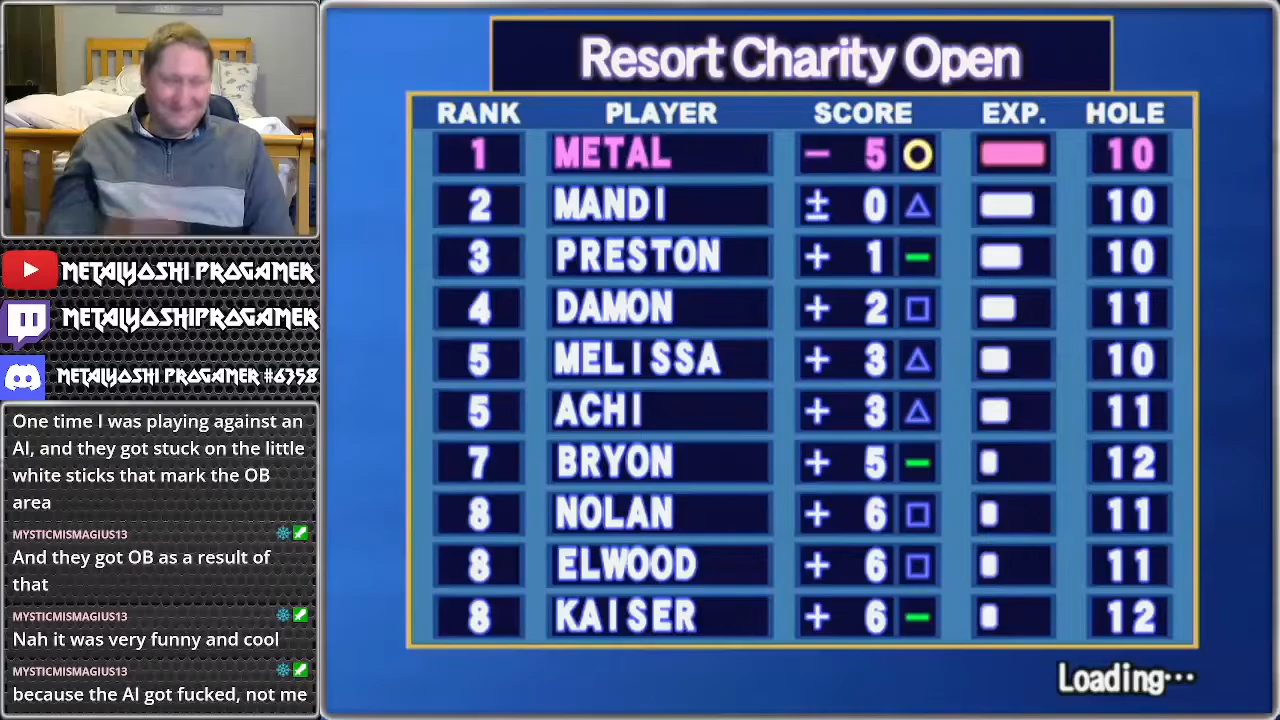 Resort Charity Open
RANK PLAYER SCORE EXP. HOLE
1 METAL - 5 10
2 MANDI ± 0 10
3 PRESTON + 1 10
4 DAMON + 2 11
5 MELISSA + 3 10
5 ACHI + 3 11
7 BRYON + 5 12
8 NOLAN + 6 11
8 ELWOOD + 6 11
8 KAISER + 6 12
Loading...
METALYOSHI PROGAMER
METALYOSHIPROGAMER
METALYOSHI PROGAMER #6358
One time I was playing against an
AI, and they got stuck on the little
white sticks that mark the OB
area
MYSTICMISMAGIUS13
And they got OB as a result of
that
MYSTICMISMAGIUS13
Nah it was very funny and cool
MYSTICMISMAGIUS13
because the AI got fucked, not me